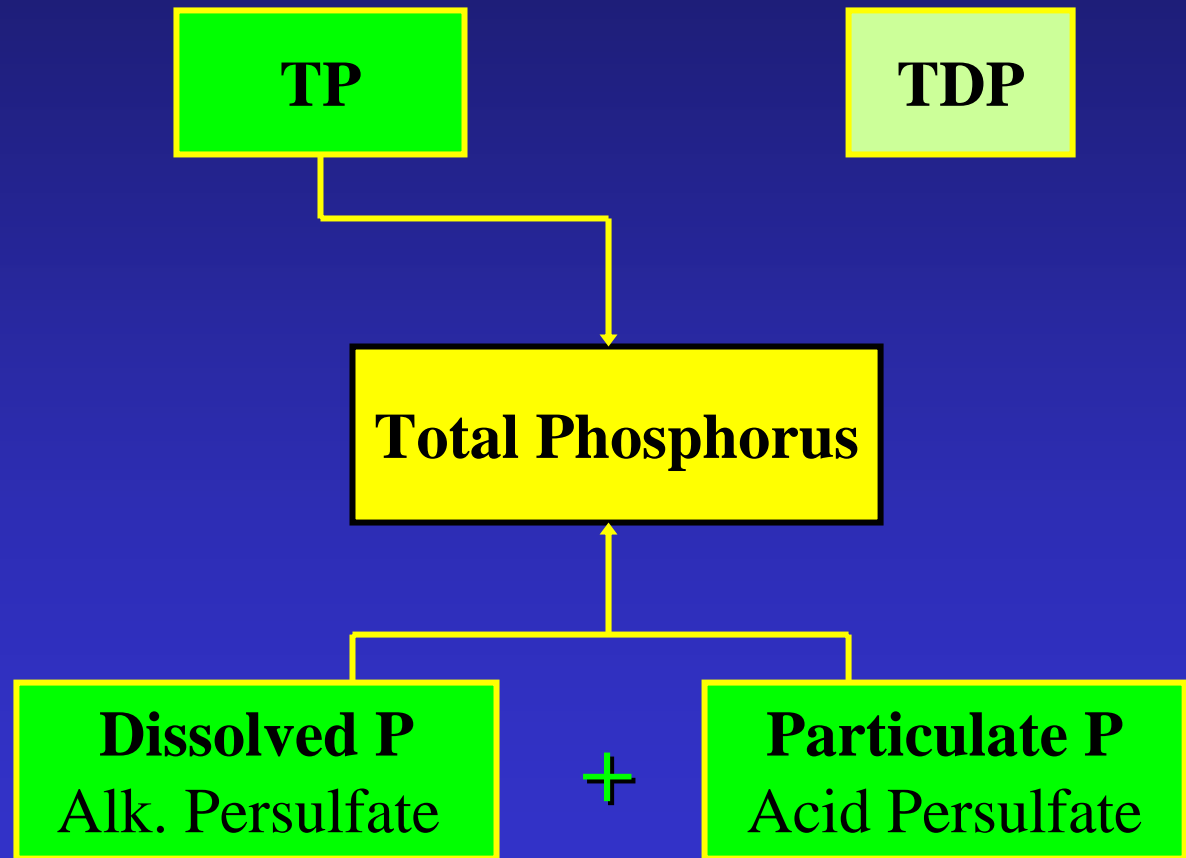 TP
TDP
Total Phosphorus
Dissolved P
Alk. Persulfate
+
Particulate P
Acid Persulfate